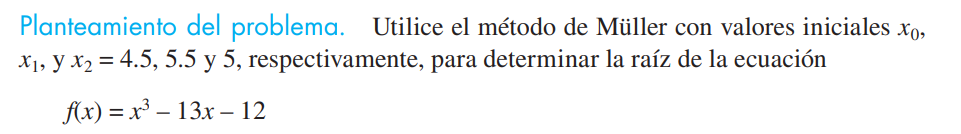 Planteamiento del problema. Utilice el método de Müller con valores iniciales x₀,
x₁, y x₂ = 4.5, 5.5 y 5, respectivamente, para determinar la raíz de la ecuación
f(x) = x³ – 13x – 12